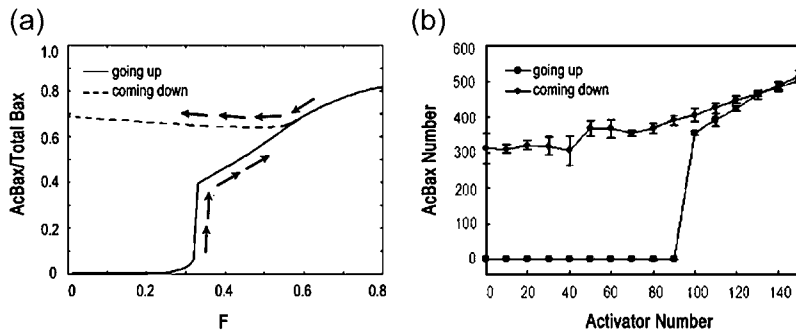 (a)
1.0
0.8
0.6
0.4
0.2
0
AcBax/Total Bax
going up
coming down
0
0.2
0.4
0.6
0.8
F
(b)
600
500
400
300
200
100
0
AcBax Number
going up
coming down
0
20
40
60
80
100
120
140
Activator Number